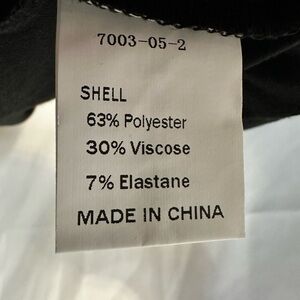 7003-05-2
SHELL
63% Polyester
30% Viscose
7% Elastane
MADE IN CHINA